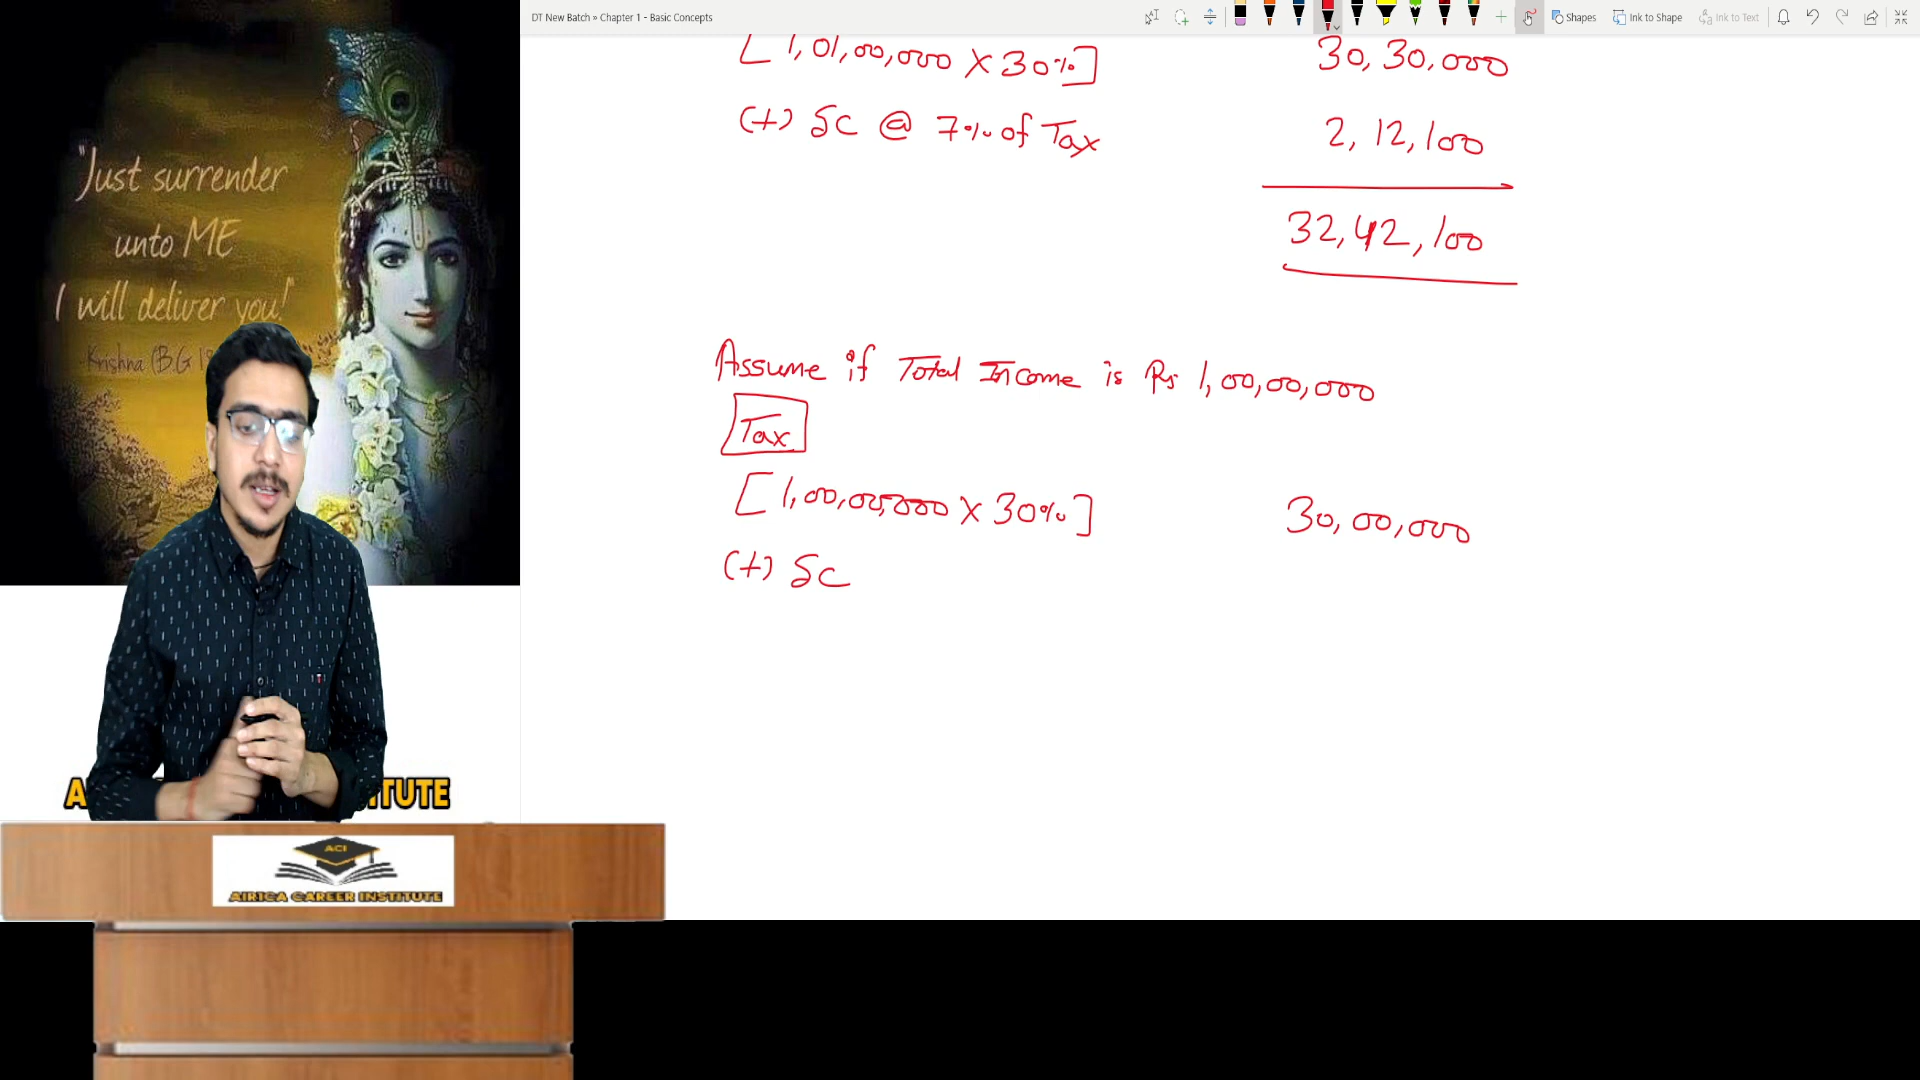 DT New Batch » Chapter 1 - Basic Concepts
Shapes
Ink to Shape
Ink to Text
[1,01,00,000 X 30%] 30,30,000
(+) SC @ 7% of Tax 2,12,100
32,42,100
"Just surrender
unto ME
I will deliver you!"
Krishna (B.G 18
Assume if Total Income is Rs 1,00,00,000
Tax
[1,00,00,000 X 30%] 30,00,000
(+) SC
A TUTE
ACI
AIRICA CAREER INSTITUTE